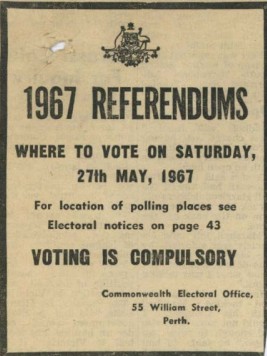 1967 REFERENDUMS
WHERE TO VOTE ON SATURDAY,
27th MAY, 1967
For location of polling places see
Electoral notices on page 43
VOTING IS COMPULSORY
Commonwealth Electoral Office,
55 William Street,
Perth.